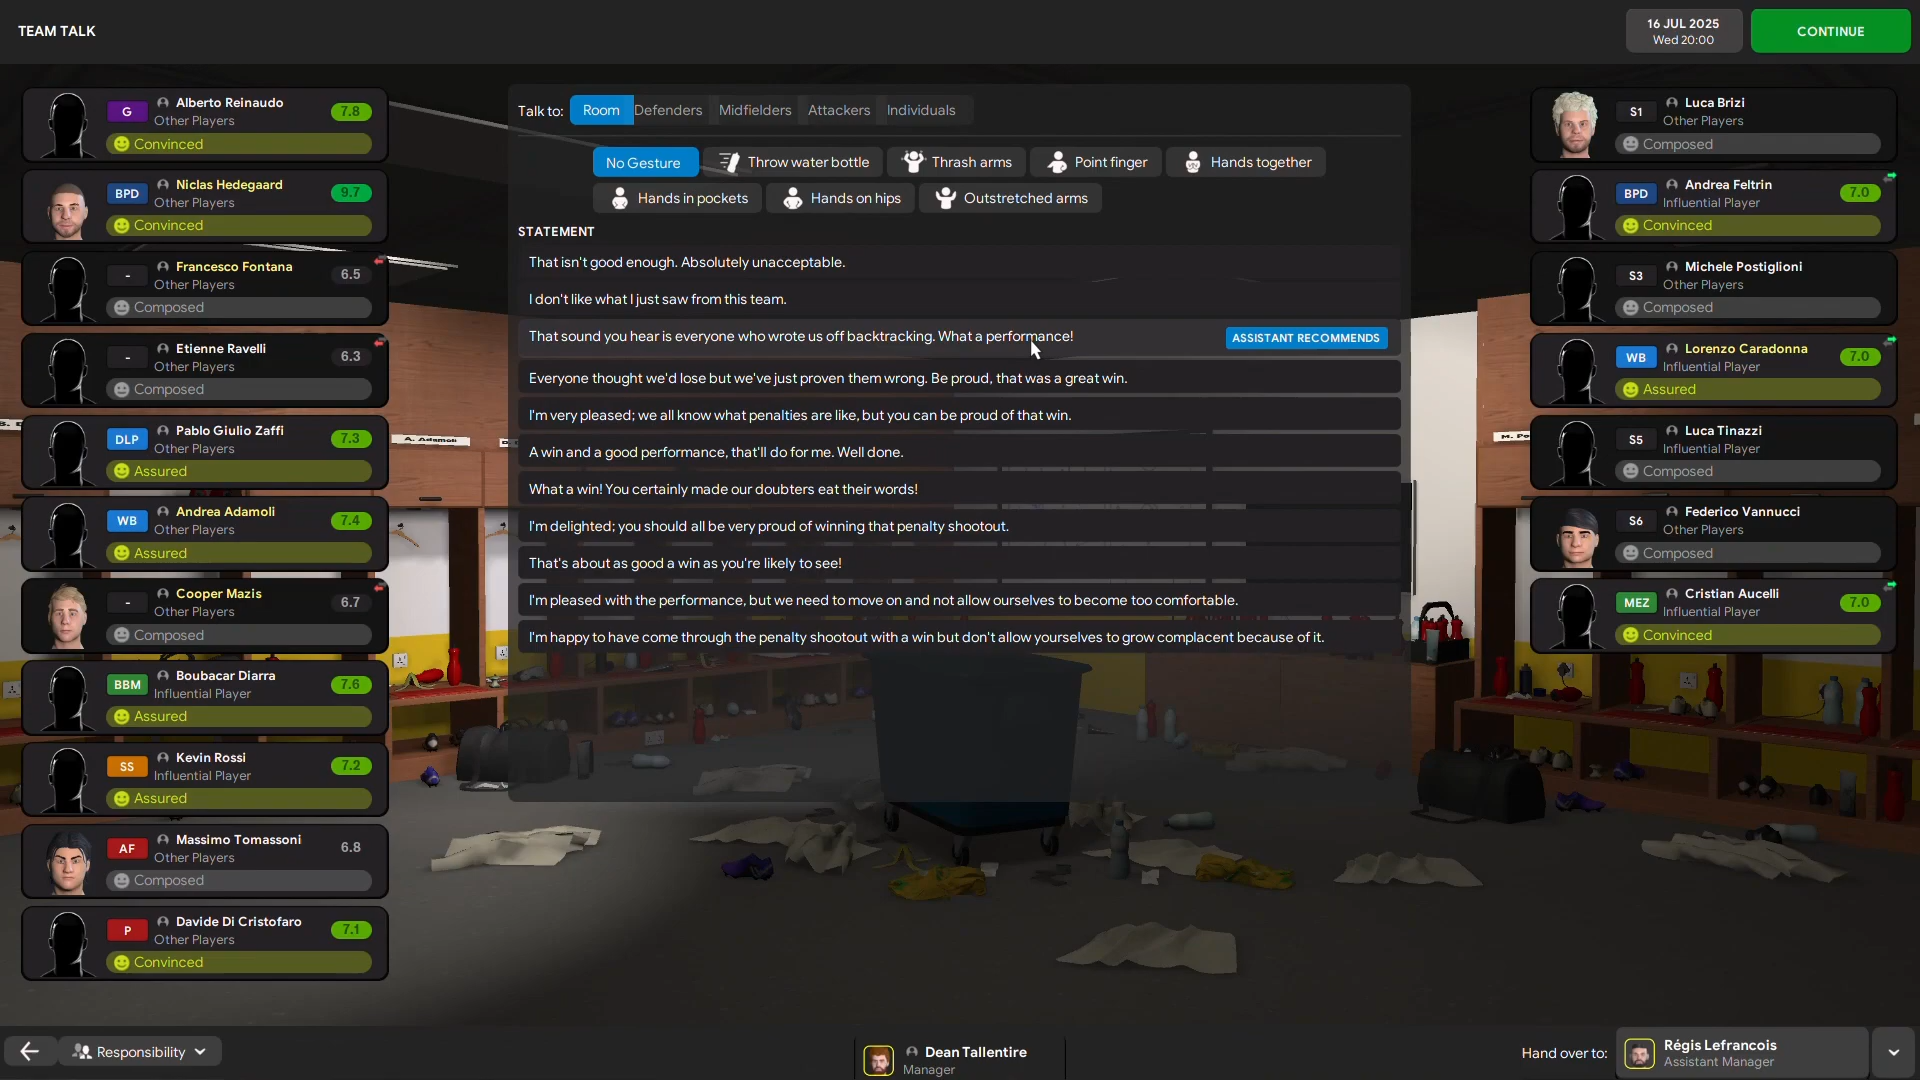 TEAM TALK
16 JUL 2025
Wed 20:00
CONTINUE
G
Alberto Reinaudo
7.8
Other Players
Convinced
BPD
Niclas Hedegaard
9.7
Other Players
Convinced
-
Francesco Fontana
6.5
Other Players
Composed
-
Etienne Ravelli
6.3
Other Players
Composed
DLP
Pablo Giulio Zaffi
7.3
Other Players
Assured
WB
Andrea Adamoli
7.4
Other Players
Assured
-
Cooper Mazis
6.7
Other Players
Composed
BBM
Boubacar Diarra
7.6
Influential Player
Assured
SS
Kevin Rossi
7.2
Influential Player
Assured
AF
Massimo Tomassoni
6.8
Other Players
Composed
P
Davide Di Cristofaro
7.1
Other Players
Convinced
A. Adamoli
Talk to: Room Defenders Midfielders Attackers Individuals
No Gesture Throw water bottle Thrash arms Point finger Hands together
Hands in pockets Hands on hips Outstretched arms
STATEMENT
That isn't good enough. Absolutely unacceptable.
I don't like what I just saw from this team.
That sound you hear is everyone who wrote us off backtracking. What a performance! ASSISTANT RECOMMENDS
Everyone thought we'd lose but we've just proven them wrong. Be proud, that was a great win.
I'm very pleased; we all know what penalties are like, but you can be proud of that win.
A win and a good performance, that'll do for me. Well done.
What a win! You certainly made our doubters eat their words!
I'm delighted; you should all be very proud of winning that penalty shootout.
That's about as good a win as you're likely to see!
I'm pleased with the performance, but we need to move on and not allow ourselves to become too comfortable.
I'm happy to have come through the penalty shootout with a win but don't allow yourselves to grow complacent because of it.
S1
Luca Brizi
Other Players
Composed
BPD
Andrea Feltrin
7.0
Influential Player
Convinced
S3
Michele Postiglioni
Other Players
Composed
WB
Lorenzo Caradonna
7.0
Influential Player
Assured
S5
Luca Tinazzi
Influential Player
Composed
S6
Federico Vannucci
Other Players
Composed
MEZ
Cristian Aucelli
7.0
Influential Player
Convinced
Responsibility
Dean Tallentire
Manager
Hand over to:
Régis Lefrancois
Assistant Manager